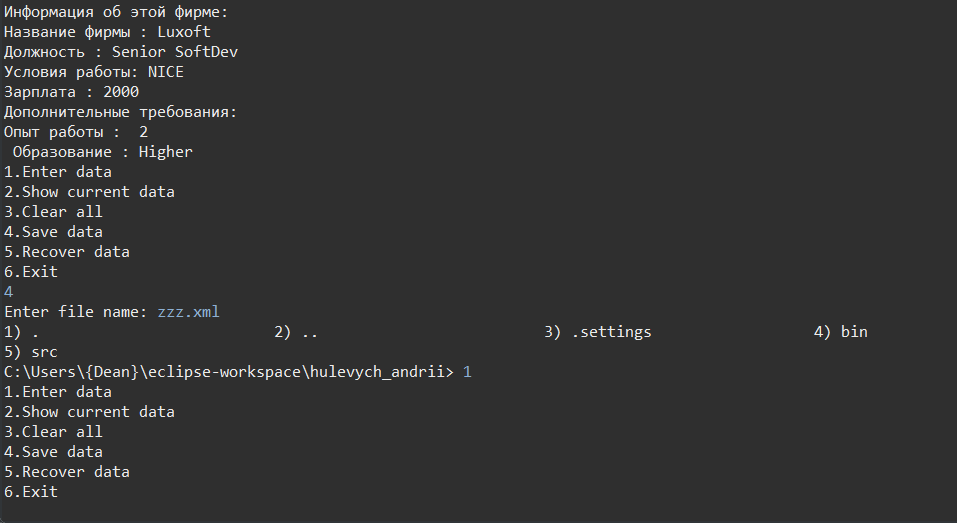 Информация об этой фирме:
Название фирмы : Luxoft
Должность : Senior SoftDev
Условия работы: NICE
Зарплата : 2000
Дополнительные требования:
Опыт работы :  2
 Образование : Higher
1.Enter data
2.Show current data
3.Clear all
4.Save data
5.Recover data
6.Exit
4
Enter file name: zzz.xml
1) .                          2) ..                         3) .settings                  4) bin
5) src
C:\Users\{Dean}\eclipse-workspace\hulevych_andrii> 1
1.Enter data
2.Show current data
3.Clear all
4.Save data
5.Recover data
6.Exit